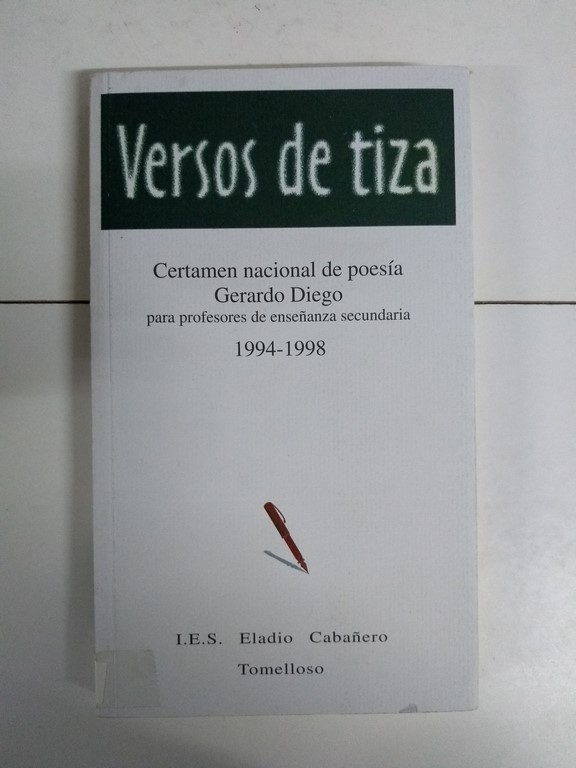 Versos de tiza
Certamen nacional de poesía
Gerardo Diego
para profesores de enseñanza secundaria
1994-1998
I.E.S. Eladio Cabañero
Tomelloso